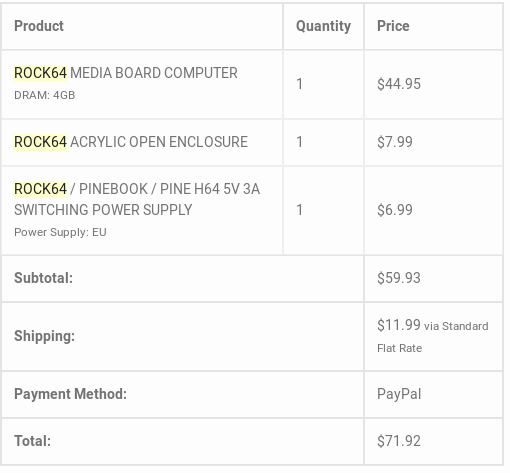 Product Quantity Price
ROCK64 MEDIA BOARD COMPUTER
DRAM: 4GB
1
$44.95
ROCK64 ACRYLIC OPEN ENCLOSURE 1 $7.99
ROCK64 / PINEBOOK / PINE H64 5V 3A
SWITCHING POWER SUPPLY
Power Supply: EU
1
$6.99
Subtotal: $59.93
Shipping:
$11.99 via Standard
Flat Rate
Payment Method: PayPal
Total: $71.92